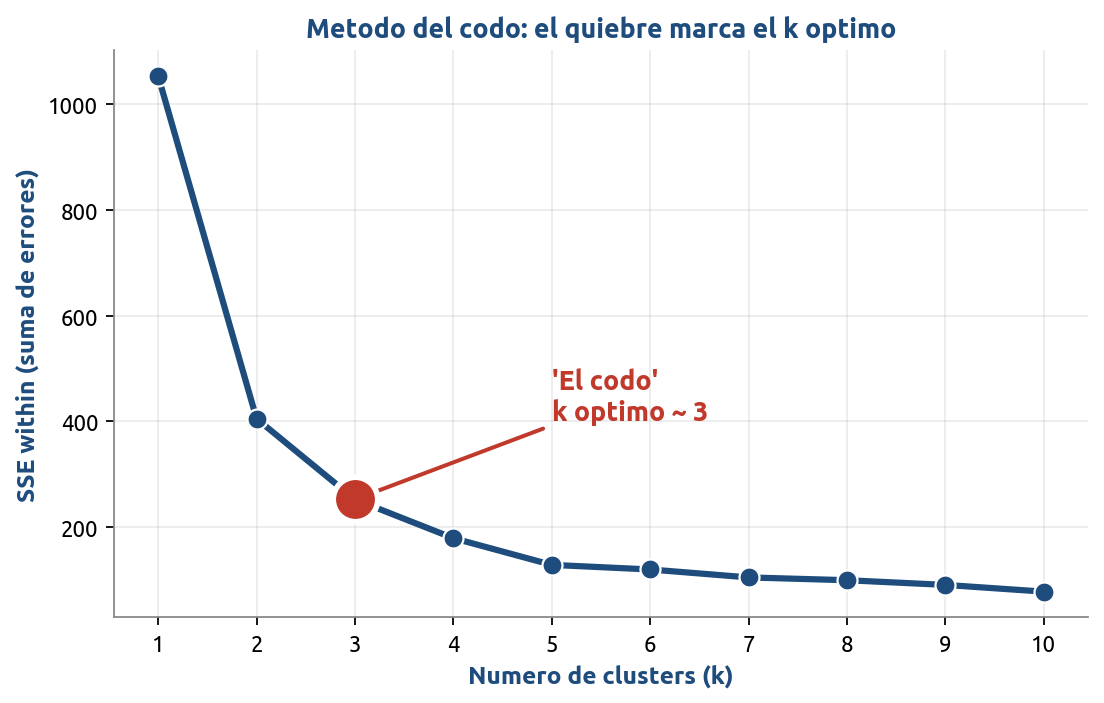 Metodo del codo: el quiebre marca el k optimo
SSE within (suma de errores)
1000
800
600
400
200
'El codo'
k optimo ~ 3
1 2 3 4 5 6 7 8 9 10
Numero de clusters (k)